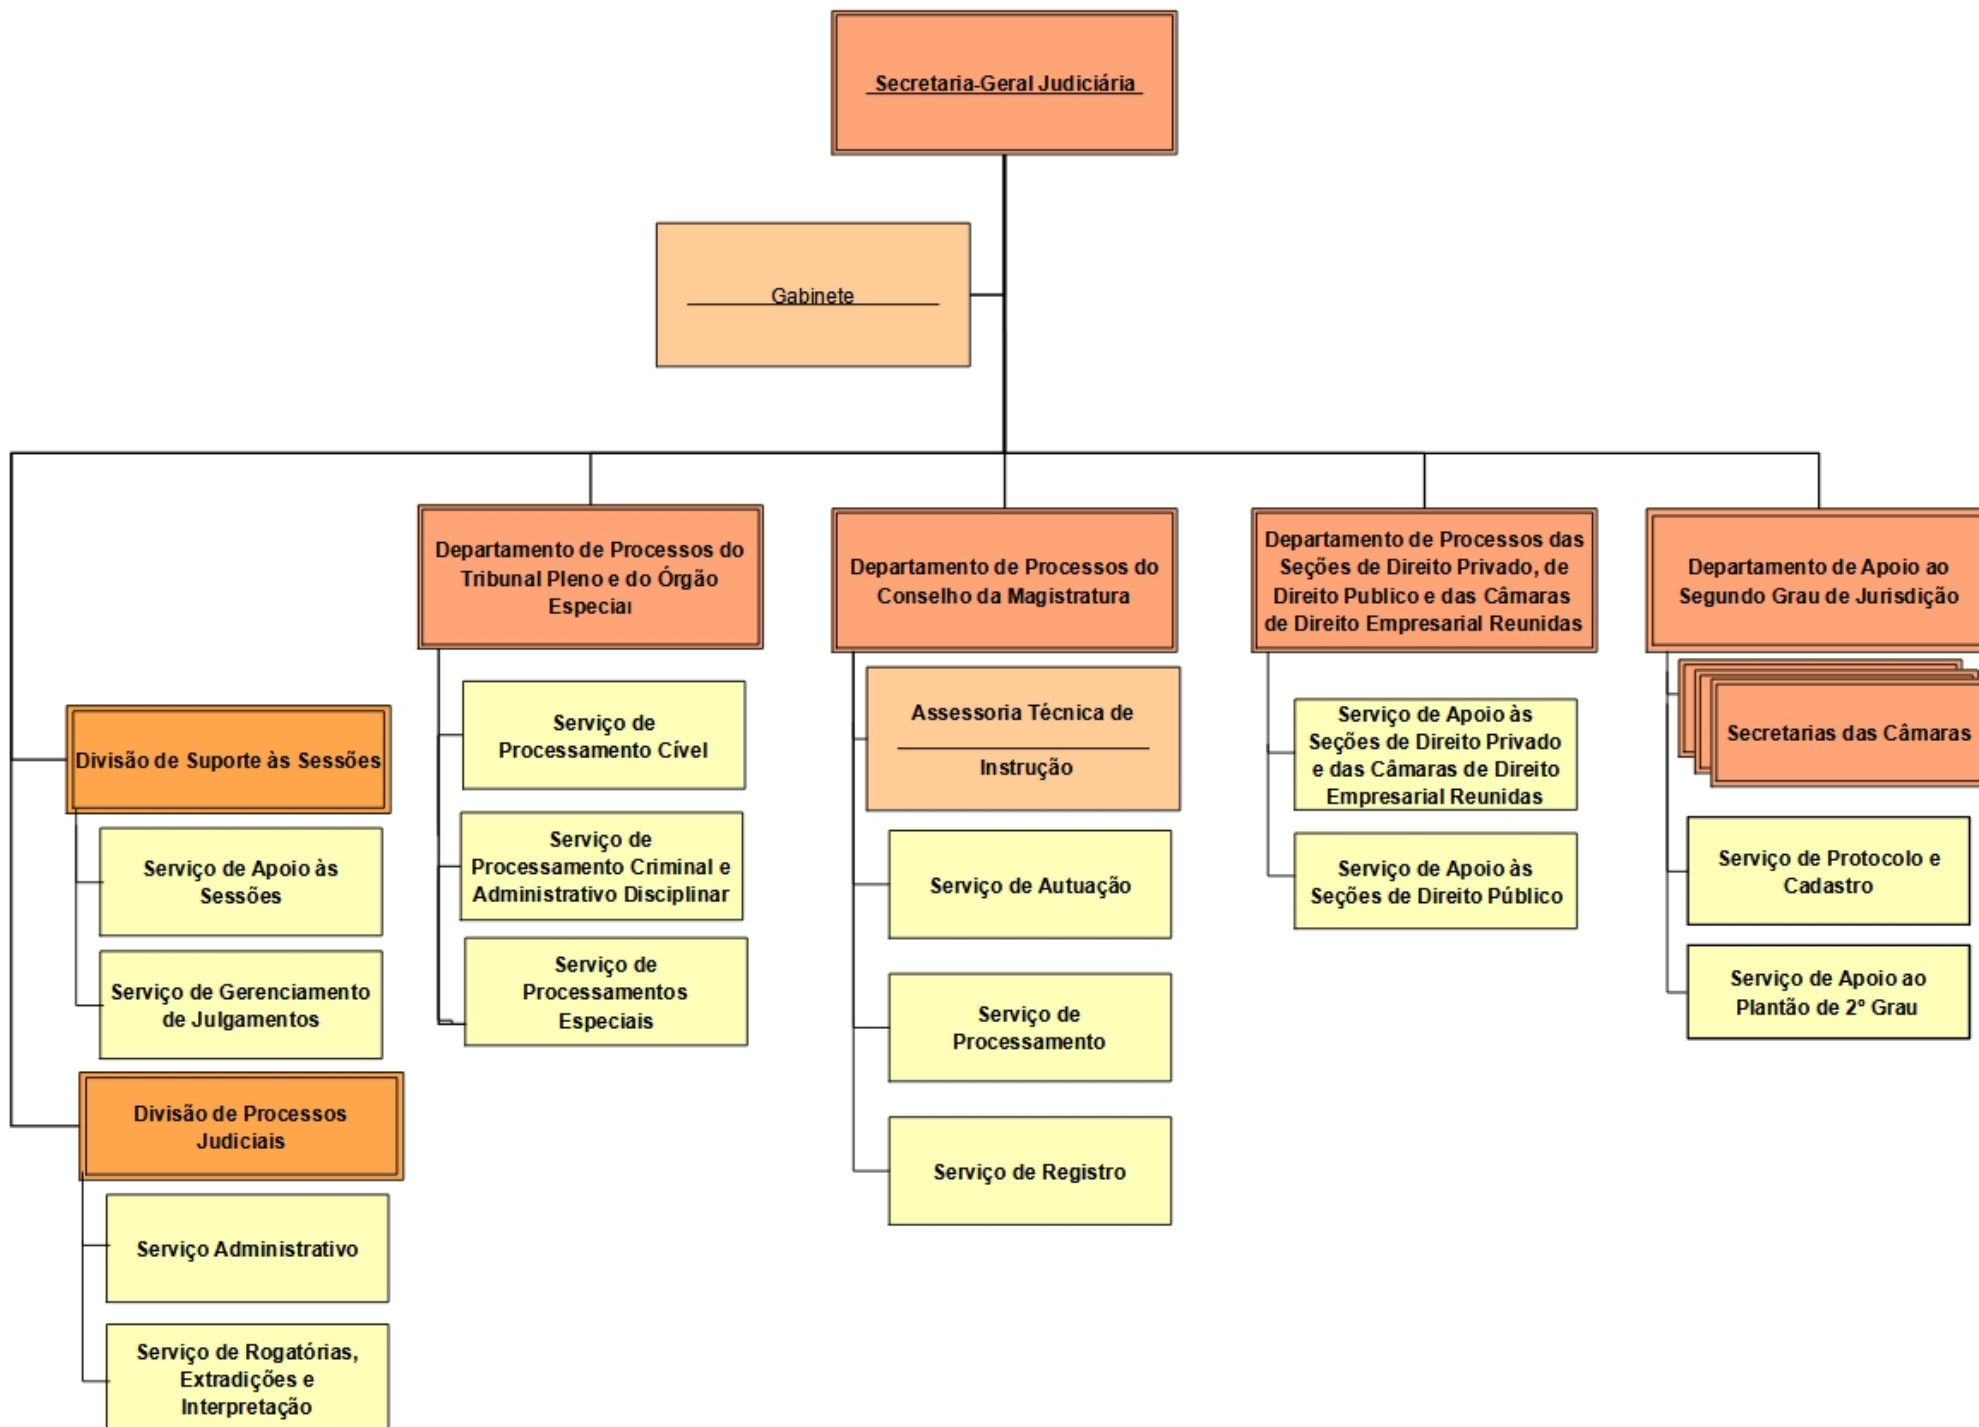 Secretaria-Geral Judiciária
Gabinete
Departamento de Processos do
Tribunal Pleno e do Órgão
Especial
Departamento de Processos do
Conselho da Magistratura
Departamento de Processos das
Seções de Direito Privado, de
Direito Publico e das Câmaras
de Direito Empresarial Reunidas
Departamento de Apoio ao
Segundo Grau de Jurisdição
Divisão de Suporte às Sessões
Serviço de Apoio às
Sessões
Serviço de Gerenciamento
de Julgamentos
Divisão de Processos
Judiciais
Serviço Administrativo
Serviço de Rogatórias,
Extradições e
Interpretação
Serviço de
Processamento Cível
Serviço de
Processamento Criminal e
Administrativo Disciplinar
Serviço de
Processamentos
Especiais
Assessoria Técnica de
Instrução
Serviço de Autuação
Serviço de
Processamento
Serviço de Registro
Serviço de Apoio às
Seções de Direito Privado
e das Câmaras de Direito
Empresarial Reunidas
Serviço de Apoio às
Seções de Direito Público
Secretarias das Câmaras
Serviço de Protocolo e
Cadastro
Serviço de Apoio ao
Plantão de 2º Grau